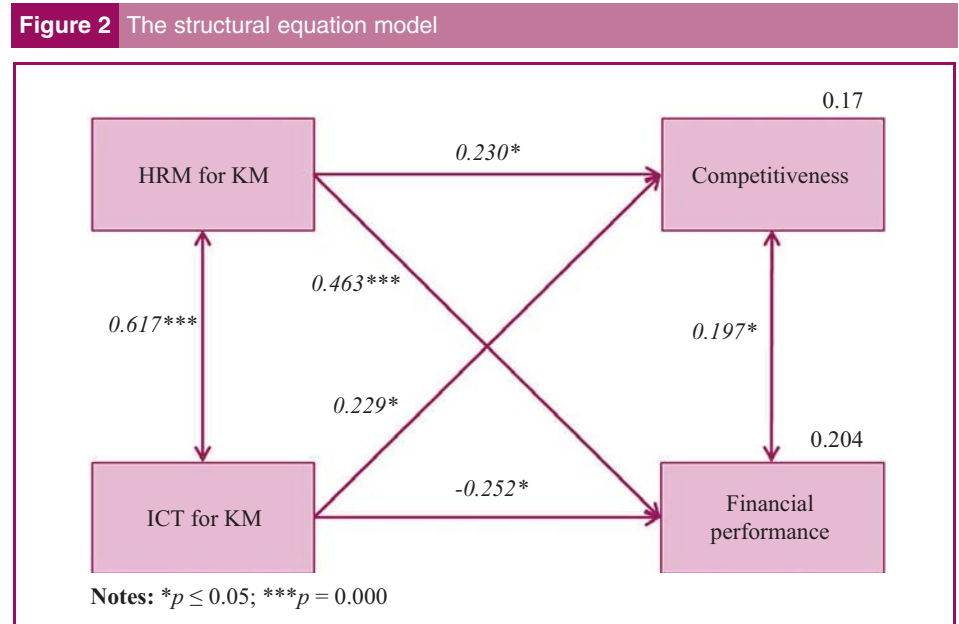 Figure 2 The structural equation model
0.17
HRM for KM
0.230*
Competitiveness
0.463***
0.617***
0.197*
0.229*
0.204
ICT for KM
-0.252*
Financial
performance
Notes: *p ≤ 0.05; ***p = 0.000